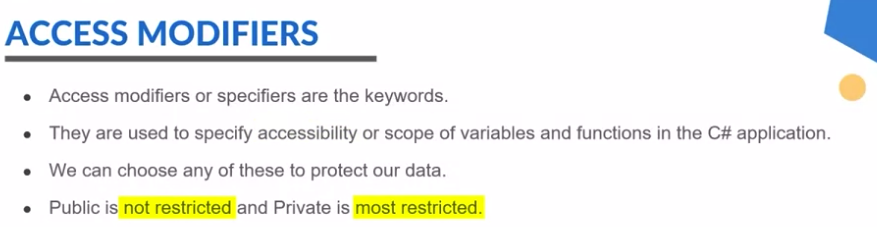 ACCESS MODIFIERS
● Access modifiers or specifiers are the keywords.
● They are used to specify accessibility or scope of variables and functions in the C# application.
● We can choose any of these to protect our data.
● Public is not restricted and Private is most restricted.